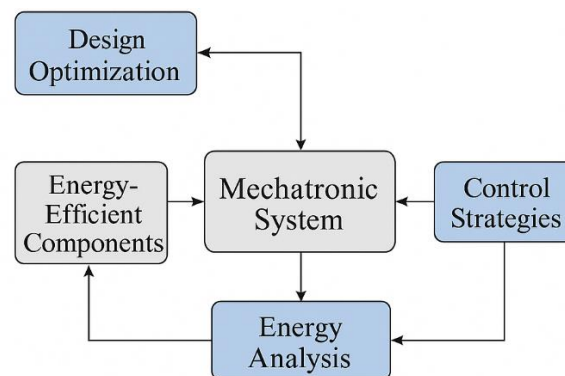 Design
Optimization
Energy-
Efficient
Components
Mechatronic
System
Control
Strategies
Energy
Analysis